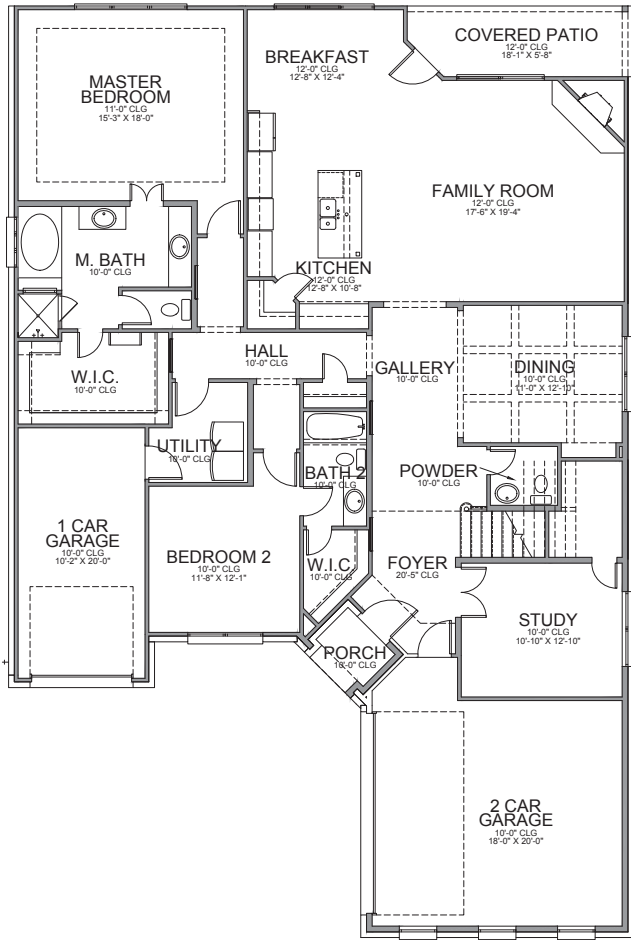 COVERED PATIO
12'-0" CLG
18'-1" X 5'-8"
BREAKFAST
12'-0" CLG
12'-8" X 12'-4"
MASTER
BEDROOM
11'-0" CLG
15'-3" X 18'-0"
FAMILY ROOM
12'-0" CLG
17'-6" X 19'-4"
M. BATH
10'-0" CLG
KITCHEN
12'-0" CLG
12'-8" X 10'-8"
HALL
10'-0" CLG
GALLERY
10'-0" CLG
DINING
10'-0" CLG
11'-0" X 12'-10"
W.I.C.
10'-0" CLG
UTILITY
10'-0" CLG
BATH 2
10'-0" CLG
POWDER
10'-0" CLG
1 CAR
GARAGE
10'-0" CLG
10'-2" X 20'-0"
BEDROOM 2
10'-0" CLG
11'-8" X 12'-1"
W.I.C.
10'-0" CLG
FOYER
20'-5" CLG
STUDY
10'-0" CLG
10'-10" X 12'-10"
PORCH
10'-0" CLG
2 CAR
GARAGE
10'-0" CLG
18'-0" X 20'-0"